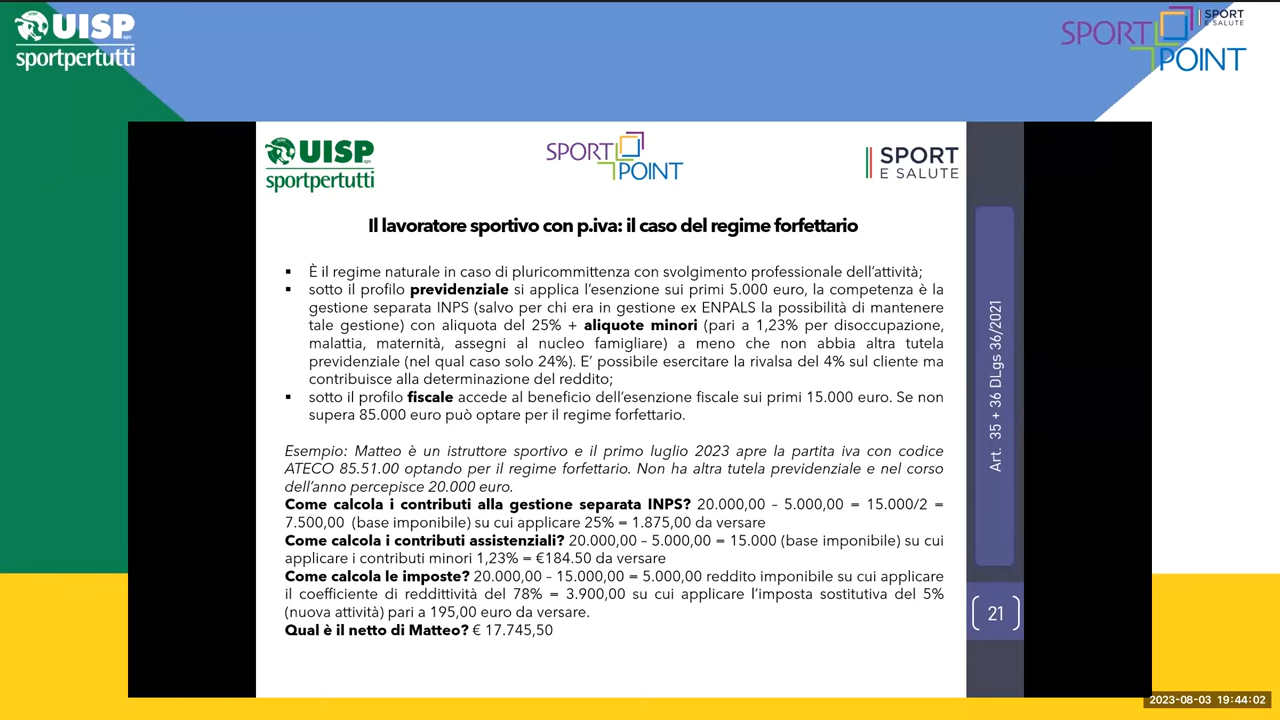 UISP aps
sportpertutti
SPORT POINT
SPORT
E SALUTE
UISP aps
sportpertutti
SPORT POINT
SPORT
E SALUTE
Il lavoratore sportivo con p.iva: il caso del regime forfettario
▪ È il regime naturale in caso di pluricommittenza con svolgimento professionale dell’attività;
▪ sotto il profilo previdenziale si applica l’esenzione sui primi 5.000 euro, la competenza è la
gestione separata INPS (salvo per chi era in gestione ex ENPALS la possibilità di mantenere
tale gestione) con aliquota del 25% + aliquote minori (pari a 1,23% per disoccupazione,
malattia, maternità, assegni al nucleo famigliare) a meno che non abbia altra tutela
previdenziale (nel qual caso solo 24%). E’ possibile esercitare la rivalsa del 4% sul cliente ma
contribuisce alla determinazione del reddito;
▪ sotto il profilo fiscale accede al beneficio dell’esenzione fiscale sui primi 15.000 euro. Se non
supera 85.000 euro può optare per il regime forfettario.
Esempio: Matteo è un istruttore sportivo e il primo luglio 2023 apre la partita iva con codice
ATECO 85.51.00 optando per il regime forfettario. Non ha altra tutela previdenziale e nel corso
dell’anno percepisce 20.000 euro.
Come calcola i contributi alla gestione separata INPS? 20.000,00 – 5.000,00 = 15.000/2 =
7.500,00 (base imponibile) su cui applicare 25% = 1.875,00 da versare
Come calcola i contributi assistenziali? 20.000,00 – 5.000,00 = 15.000 (base imponibile) su cui
applicare i contributi minori 1,23% = €184.50 da versare
Come calcola le imposte? 20.000,00 – 15.000,00 = 5.000,00 reddito imponibile su cui applicare
il coefficiente di reddittività del 78% = 3.900,00 su cui applicare l’imposta sostitutiva del 5%
(nuova attività) pari a 195,00 euro da versare.
Qual è il netto di Matteo? € 17.745,50
Art. 35 + 36 DLgs 36/2021
21
2023-08-03 19:44:02